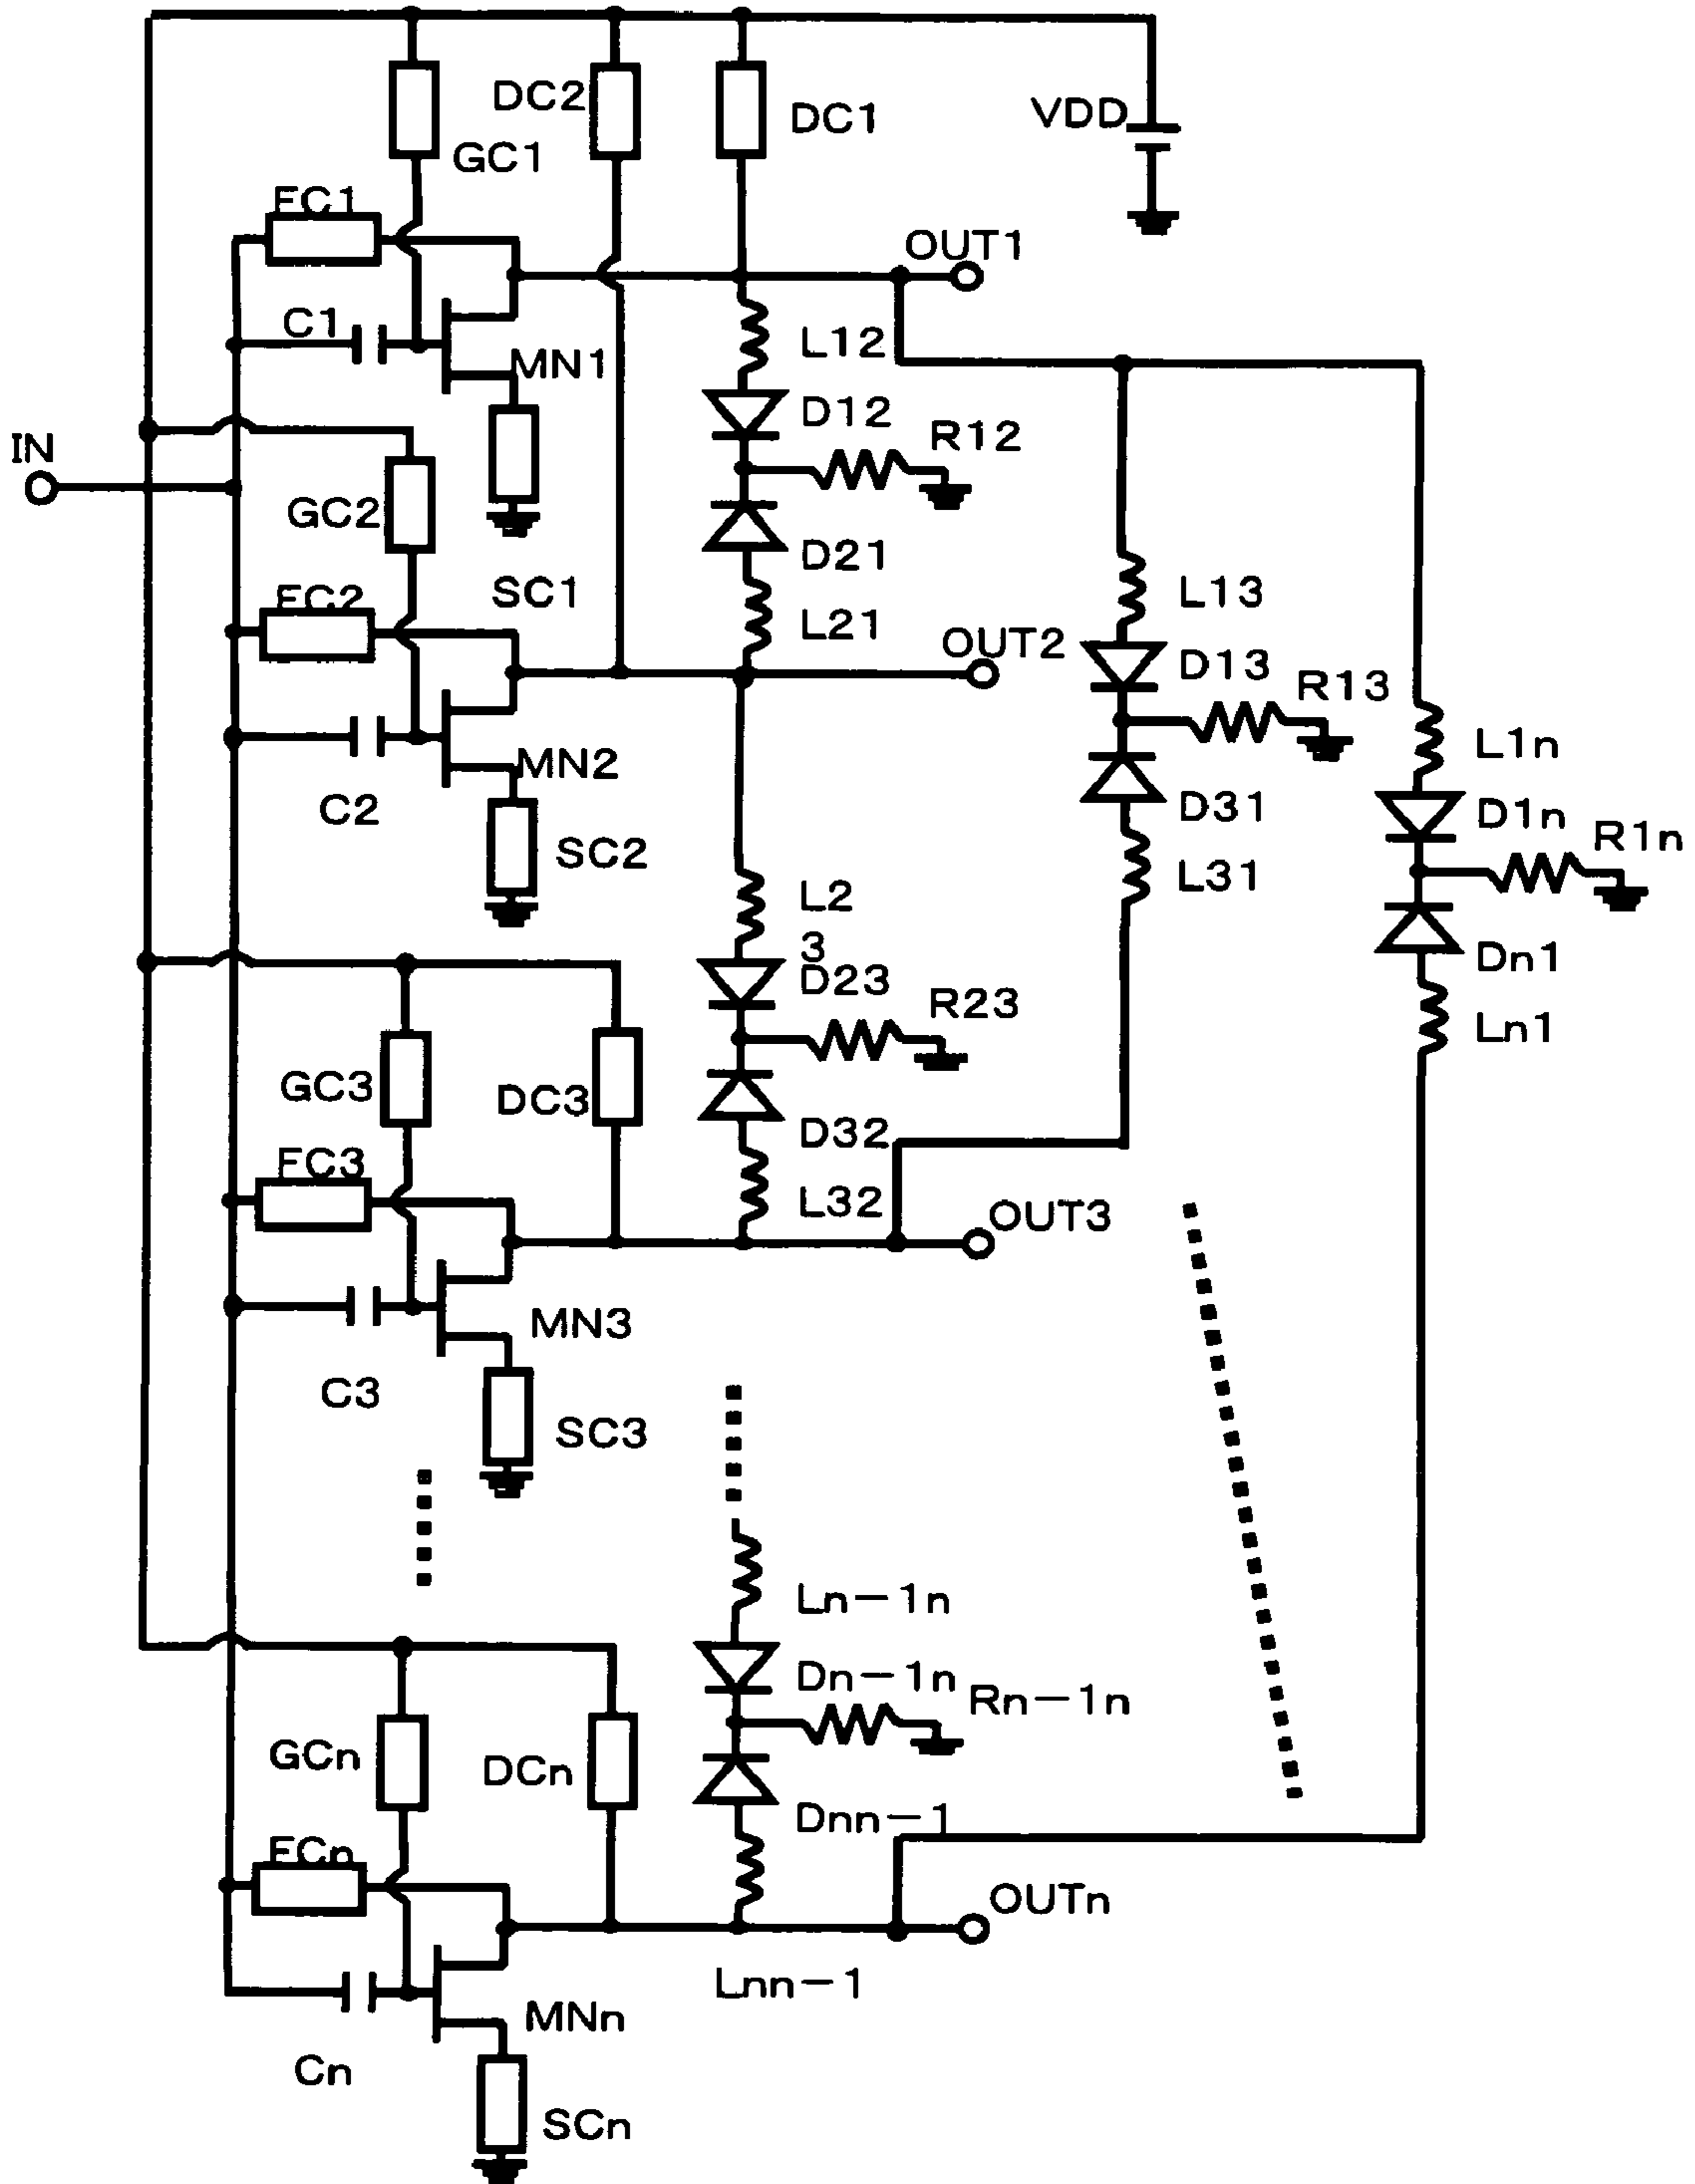 DC2
DC1
VDD
GC1
FC1
OUT1
C1
L12
MN1
D12
R12
IN
GC2
D21
SC1
L13
FC2
L21
OUT2
D13
R13
MN2
L1n
C2
D31
D1n
SC2
R1n
L2
3
L31
D23
Dn1
R23
Ln1
GC3
DC3
D32
FC3
L32
OUT3
MN3
C3
SC3
Ln-1n
Dn-1n
Rn-1n
GCn
DCn
Dnn-1
FCn
OUTn
Lnn-1
MNn
Cn
SCn